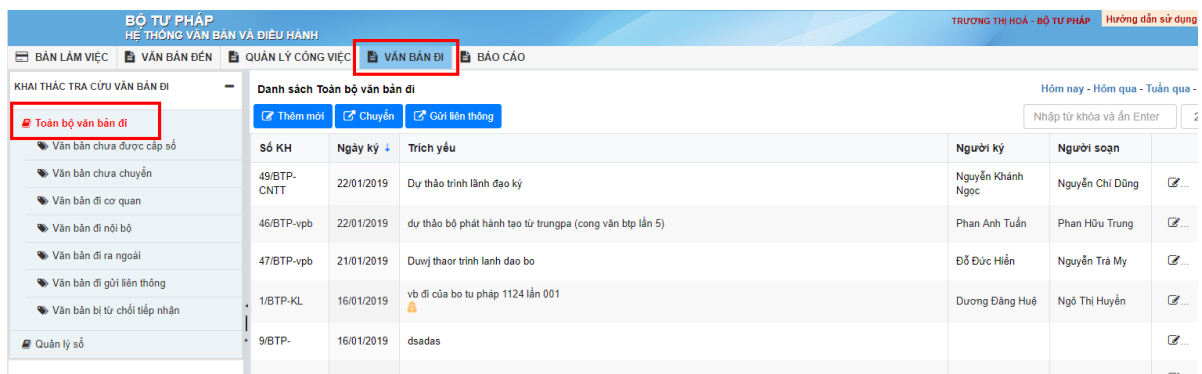 BỘ TƯ PHÁP
HỆ THỐNG VĂN BẢN VÀ ĐIỀU HÀNH
TRƯƠNG THỊ HOÀ - BỘ TƯ PHÁP
Hướng dẫn sử dụng
BÀN LÀM VIỆC VĂN BẢN ĐẾN QUẢN LÝ CÔNG VIỆC VĂN BẢN ĐI BÁO CÁO
KHAI THÁC TRA CỨU VĂN BẢN ĐI
Toàn bộ văn bản đi
Văn bản chưa được cấp số
Văn bản chưa chuyển
Văn bản đi cơ quan
Văn bản đi nội bộ
Văn bản đi ra ngoài
Văn bản đi gửi liên thông
Văn bản bị từ chối tiếp nhận
Quản lý sổ
Danh sách Toàn bộ văn bản đi
Hôm nay - Hôm qua - Tuần qua -
Thêm mới Chuyển Gửi liên thông
Nhập từ khóa và ấn Enter 2
Số KH Ngày ký ↓ Trích yếu Người ký Người soạn
49/BTP-
CNTT 22/01/2019 Dự thảo trình lãnh đạo ký Nguyễn Khánh
Ngọc Nguyễn Chí Dũng ...
46/BTP-vpb 22/01/2019 dự thảo bộ phát hành tạo từ trungpa (cong văn btp lần 5) Phan Anh Tuấn Phan Hữu Trung ...
47/BTP-vpb 21/01/2019 Duwj thaor trinh lanh dao bo Đỗ Đức Hiển Nguyễn Trà My ...
1/BTP-KL 16/01/2019 vb đi của bo tu pháp 1124 lần 001 Dương Đăng Huệ Ngô Thị Huyền ...
9/BTP- 16/01/2019 dsadas ...